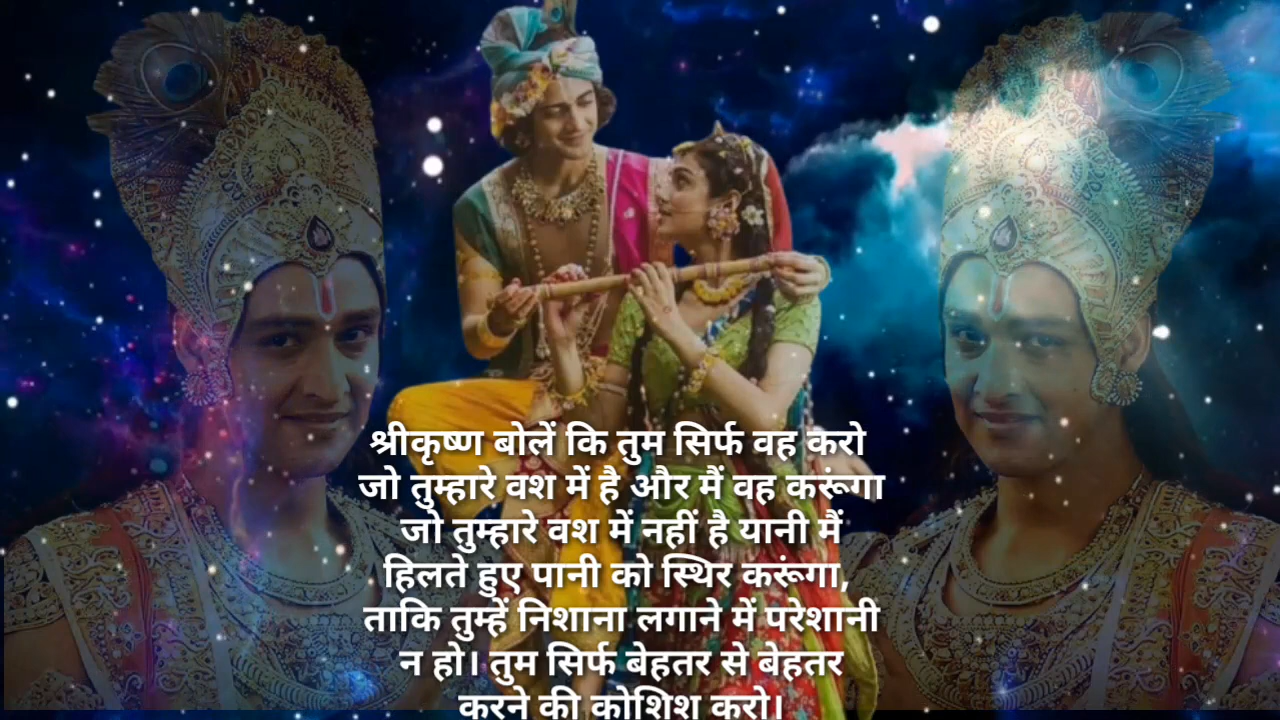 श्रीकृष्ण बोलें कि तुम सिर्फ वह करो
जो तुम्हारे वश में है और मैं वह करूंगा
जो तुम्हारे वश में नहीं है यानी मैं
हिलते हुए पानी को स्थिर करूंगा,
ताकि तुम्हें निशाना लगाने में परेशानी
न हो। तुम सिर्फ बेहतर से बेहतर
करने की कोशिश करो।